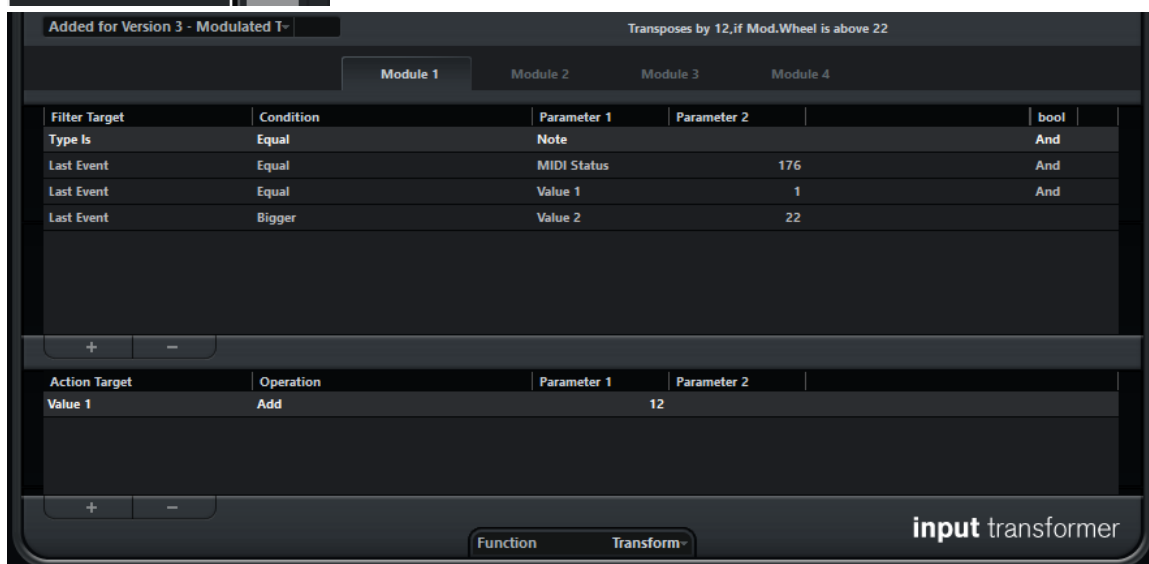 Added for Version 3 - Modulated T
Transposes by 12,if Mod.Wheel is above 22
Module 1 Module 2 Module 3 Module 4
Filter Target Condition Parameter 1 Parameter 2 bool
Type Is Equal Note And
Last Event Equal MIDI Status 176 And
Last Event Equal Value 1 1 And
Last Event Bigger Value 2 22
+ −
Action Target Operation Parameter 1 Parameter 2
Value 1 Add 12
+ −
Function Transform
input transformer